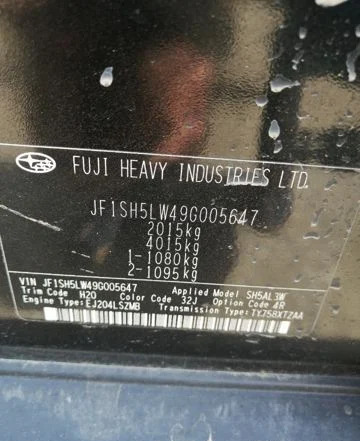 FUJI HEAVY INDUSTRIES LTD.
JF1SH5LW49G005647
2015kg
4015kg
1-1080kg
2-1095kg
VIN JF1SH5LW49G005647 Applied Model SH5AL3W
Trim Code H20 Color Code 32J Option Code 4R
Engine Type:EJ204LSZMB Transmission Type:TY758XTZAA